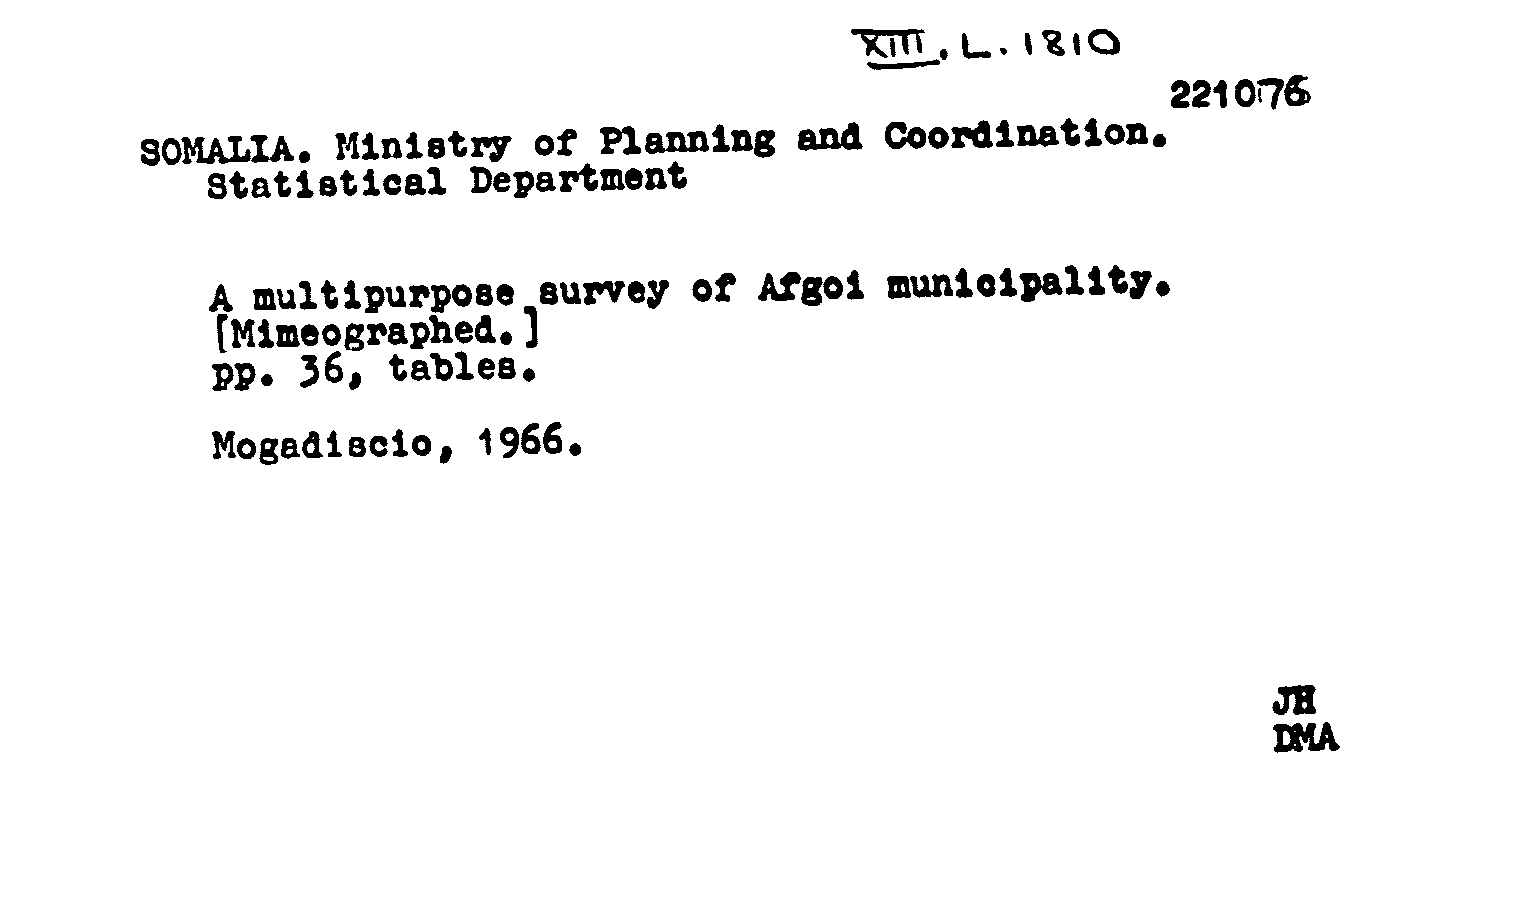 XIII. L. 1810
221076
SOMALIA. Ministry of Planning and Coordination.
Statistical Department
A multipurpose survey of Afgoi municipality.
[Mimeographed.]
pp. 36, tables.
Mogadiscio, 1966.
JH
DMA